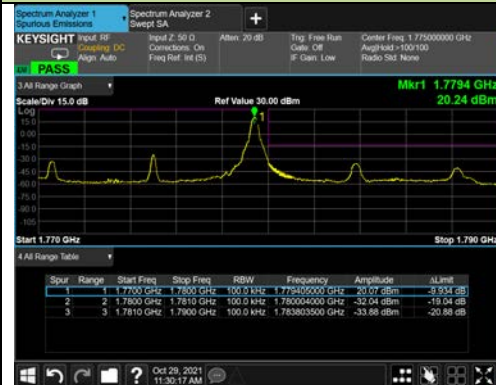 Spectrum Analyzer 1
Spurious Emissions
Spectrum Analyzer 2
Swept SA
KEYSIGHT
Input: RF
Coupling: DC
Align: Auto
Input Z: 50 Ω
Corrections: On
Freq Ref: Int (S)
Atten: 20 dB
Trig: Free Run
Gate: Off
IF Gain: Low
Center Freq: 1.775000000 GHz
Avg|Hold:>100/100
Radio Std: None
PASS
3 All Range Graph
Mkr1 1.7794 GHz
Scale/Div 15.0 dB
Ref Value 30.00 dBm
20.24 dBm
Log
15.0
0.00
-15.0
-30.0
-45.0
-60.0
-75.0
-90.0
-105
1
Start 1.770 GHz
Stop 1.790 GHz
4 All Range Table
Spur Range Start Freq Stop Freq RBW Frequency Amplitude ΔLimit
1 1 1.7700 GHz 1.7800 GHz 100.0 kHz 1.779405000 GHz 20.07 dBm -9.934 dB
2 2 1.7800 GHz 1.7810 GHz 100.0 kHz 1.780004000 GHz -32.04 dBm -19.04 dB
3 3 1.7810 GHz 1.7900 GHz 100.0 kHz 1.783803500 GHz -33.88 dBm -20.88 dB
Oct 29, 2021
11:30:17 AM